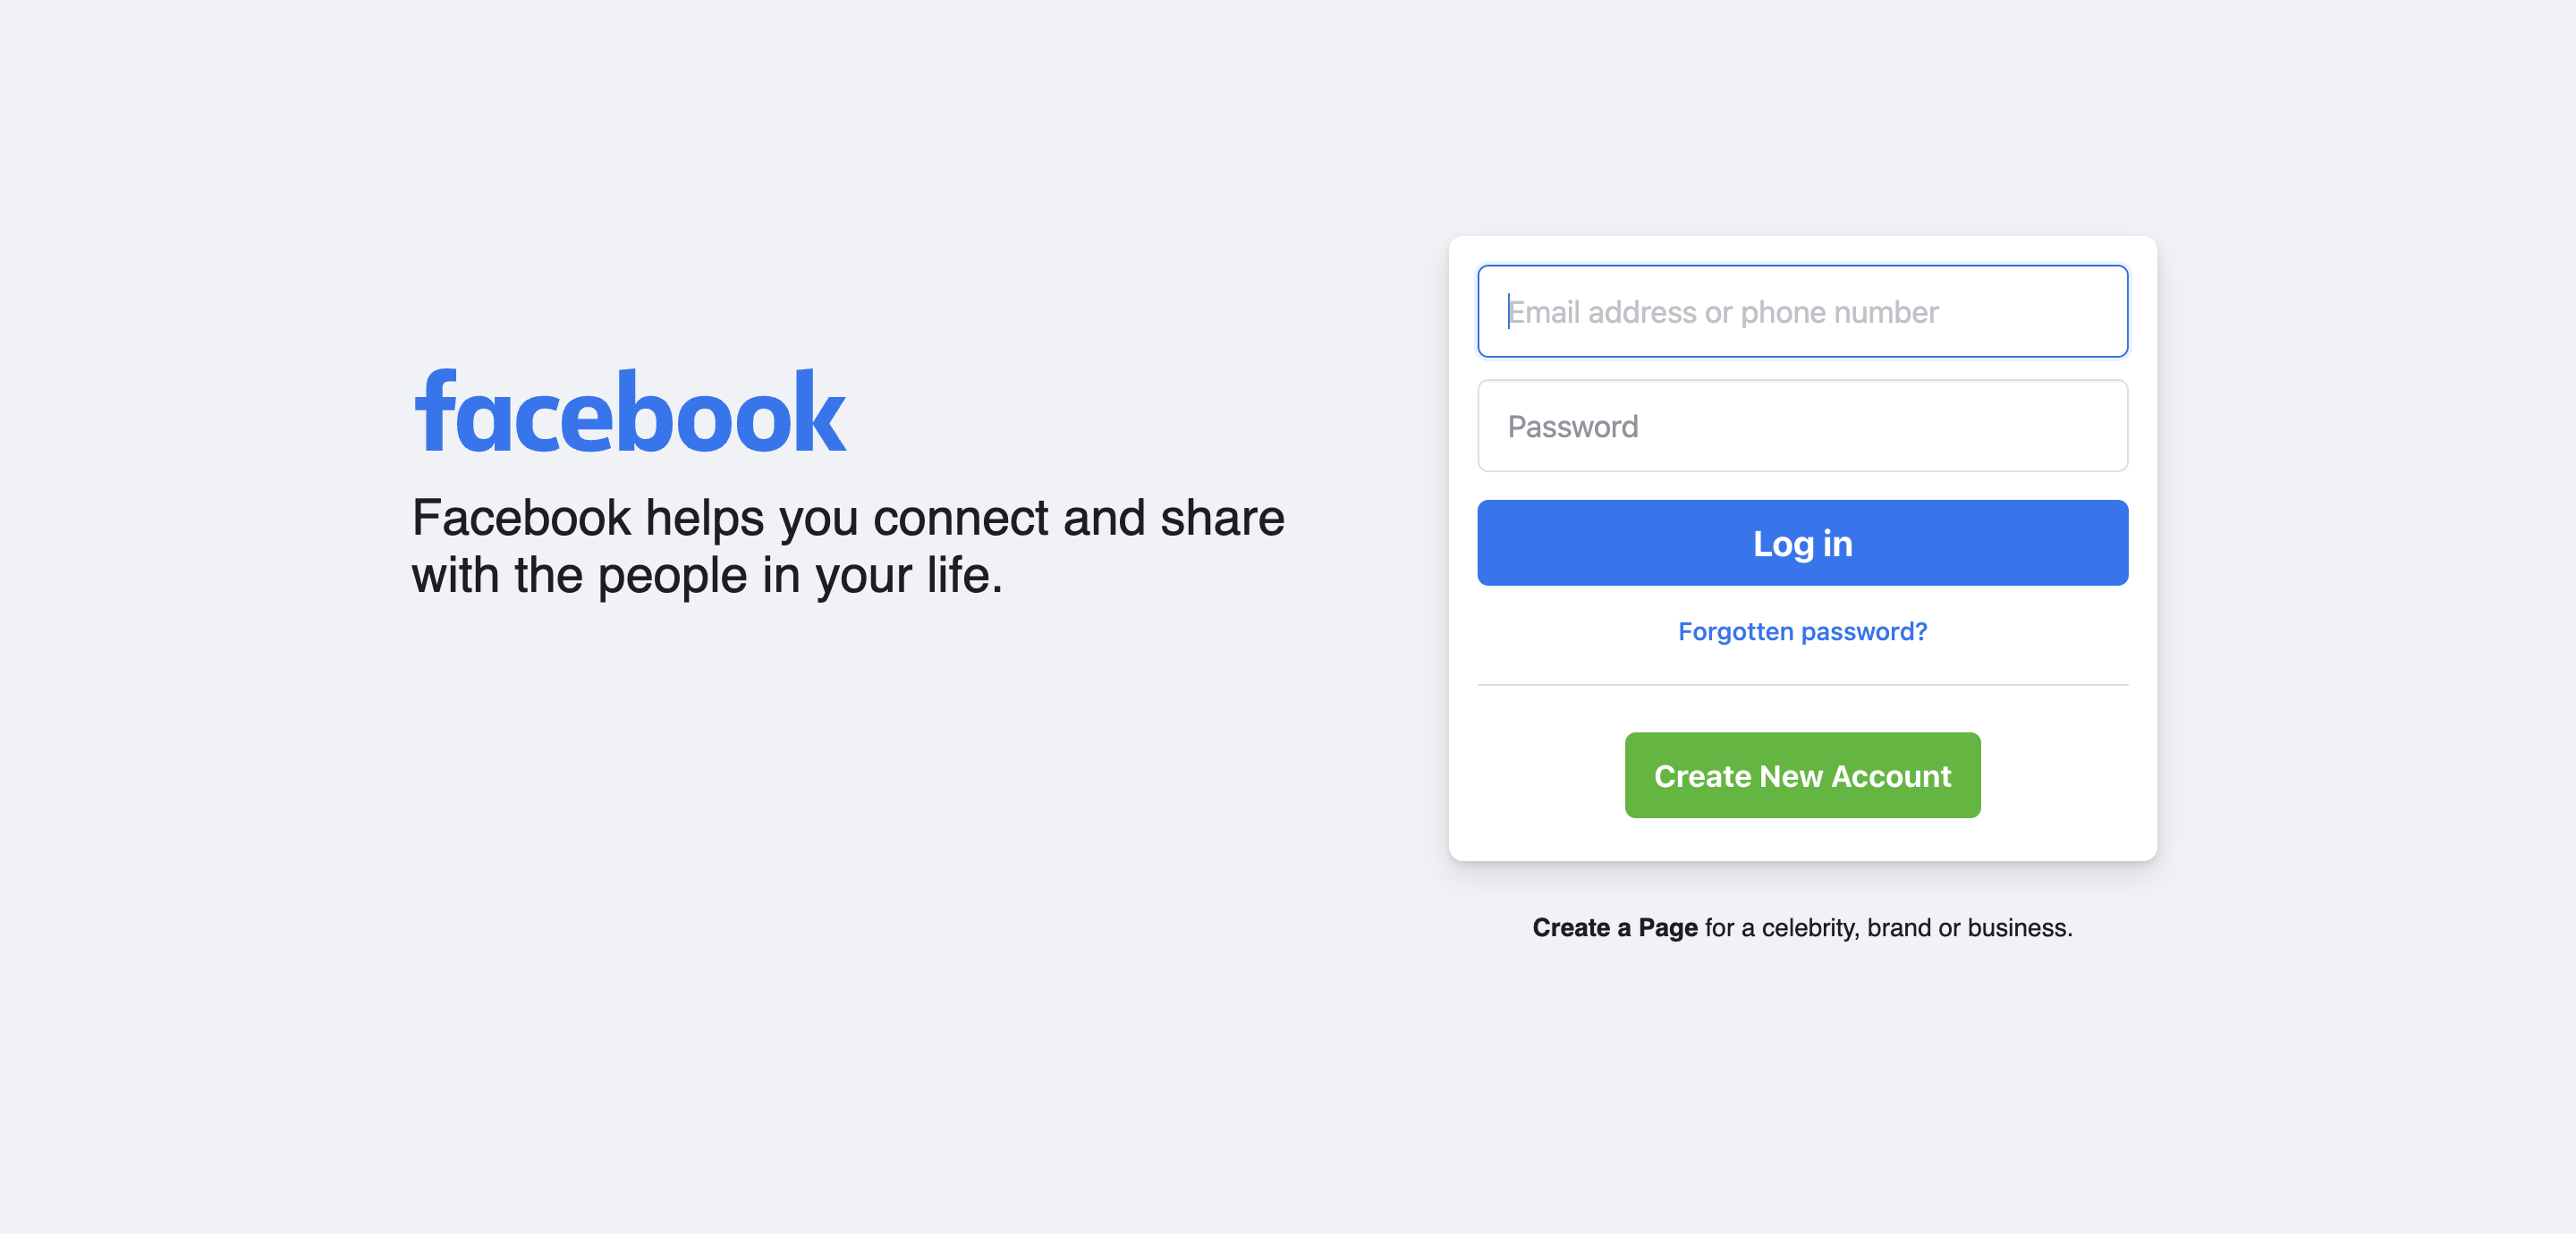 facebook
Facebook helps you connect and share
with the people in your life.
Email address or phone number
Password
Log in
Forgotten password?
Create New Account
Create a Page for a celebrity, brand or business.